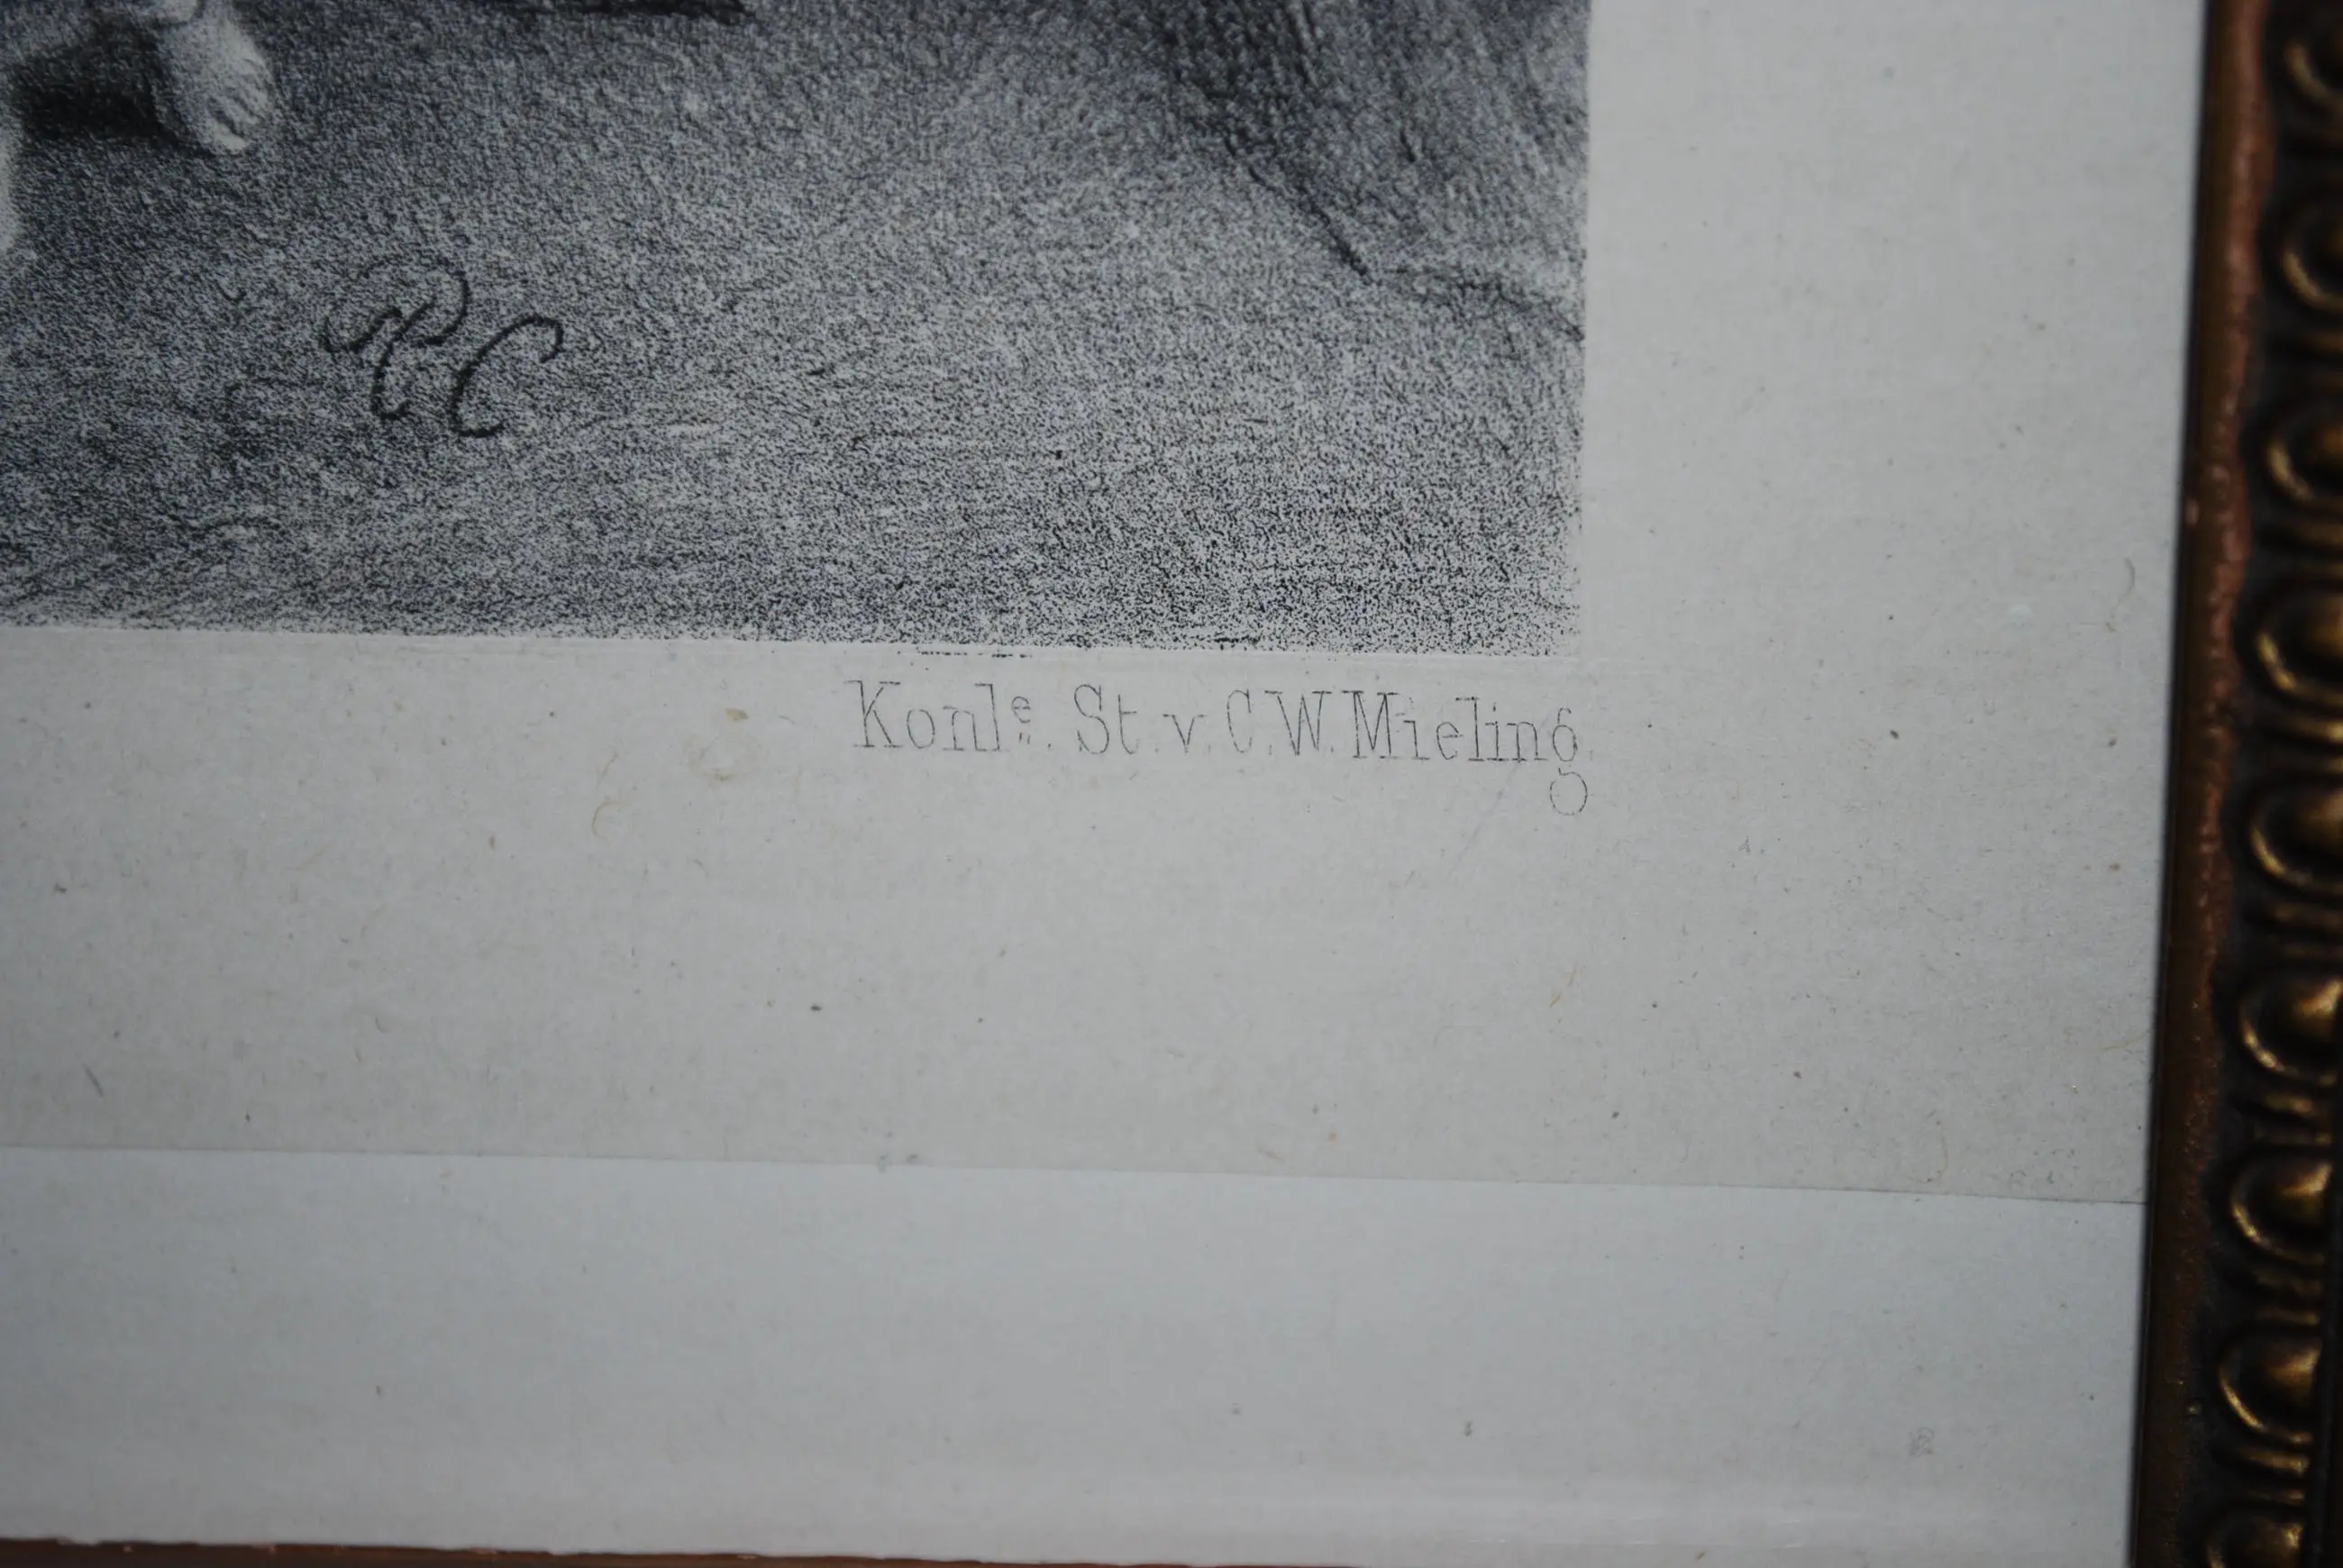 RC
Konl.ᵉ St. v. C.W. Mieling